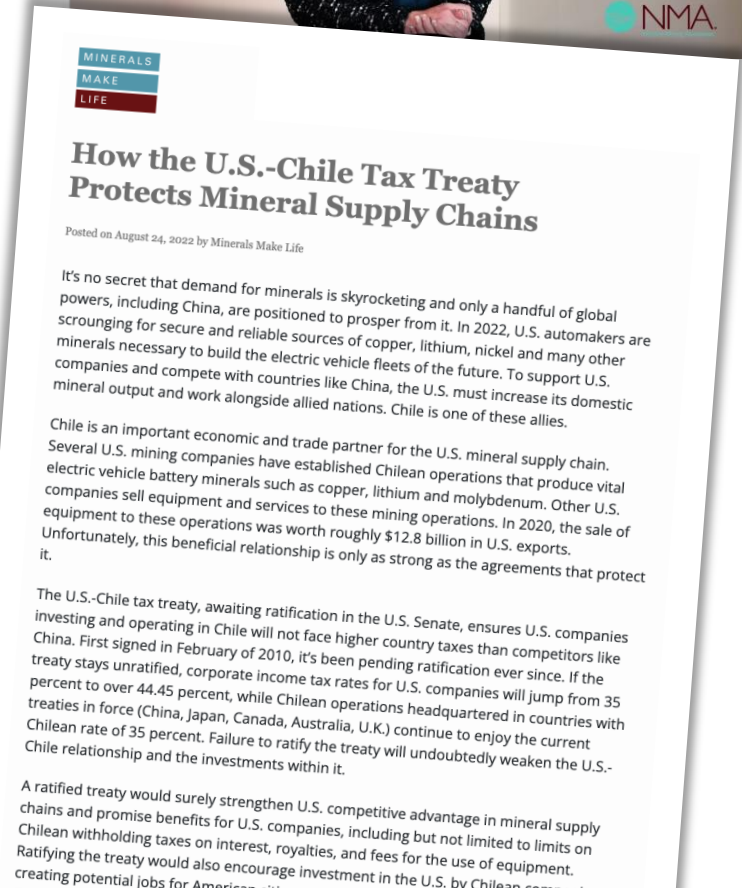 NMA.
MINERALS
MAKE
LIFE
How the U.S.-Chile Tax Treaty
Protects Mineral Supply Chains
Posted on August 24, 2022 by Minerals Make Life
It's no secret that demand for minerals is skyrocketing and only a handful of global
powers, including China, are positioned to prosper from it. In 2022, U.S. automakers are
scrounging for secure and reliable sources of copper, lithium, nickel and many other
minerals necessary to build the electric vehicle fleets of the future. To support U.S.
companies and compete with countries like China, the U.S. must increase its domestic
mineral output and work alongside allied nations. Chile is one of these allies.
Chile is an important economic and trade partner for the U.S. mineral supply chain.
Several U.S. mining companies have established Chilean operations that produce vital
electric vehicle battery minerals such as copper, lithium and molybdenum. Other U.S.
companies sell equipment and services to these mining operations. In 2020, the sale of
equipment to these operations was worth roughly $12.8 billion in U.S. exports.
Unfortunately, this beneficial relationship is only as strong as the agreements that protect
it.
The U.S.-Chile tax treaty, awaiting ratification in the U.S. Senate, ensures U.S. companies
investing and operating in Chile will not face higher country taxes than competitors like
China. First signed in February of 2010, it's been pending ratification ever since. If the
treaty stays unratified, corporate income tax rates for U.S. companies will jump from 35
percent to over 44.45 percent, while Chilean operations headquartered in countries with
treaties in force (China, Japan, Canada, Australia, U.K.) continue to enjoy the current
Chilean rate of 35 percent. Failure to ratify the treaty will undoubtedly weaken the U.S.-
Chile relationship and the investments within it.
A ratified treaty would surely strengthen U.S. competitive advantage in mineral supply
chains and promise benefits for U.S. companies, including but not limited to limits on
Chilean withholding taxes on interest, royalties, and fees for the use of equipment.
Ratifying the treaty would also encourage investment in the U.S. by Chilean
creating potential jobs for American